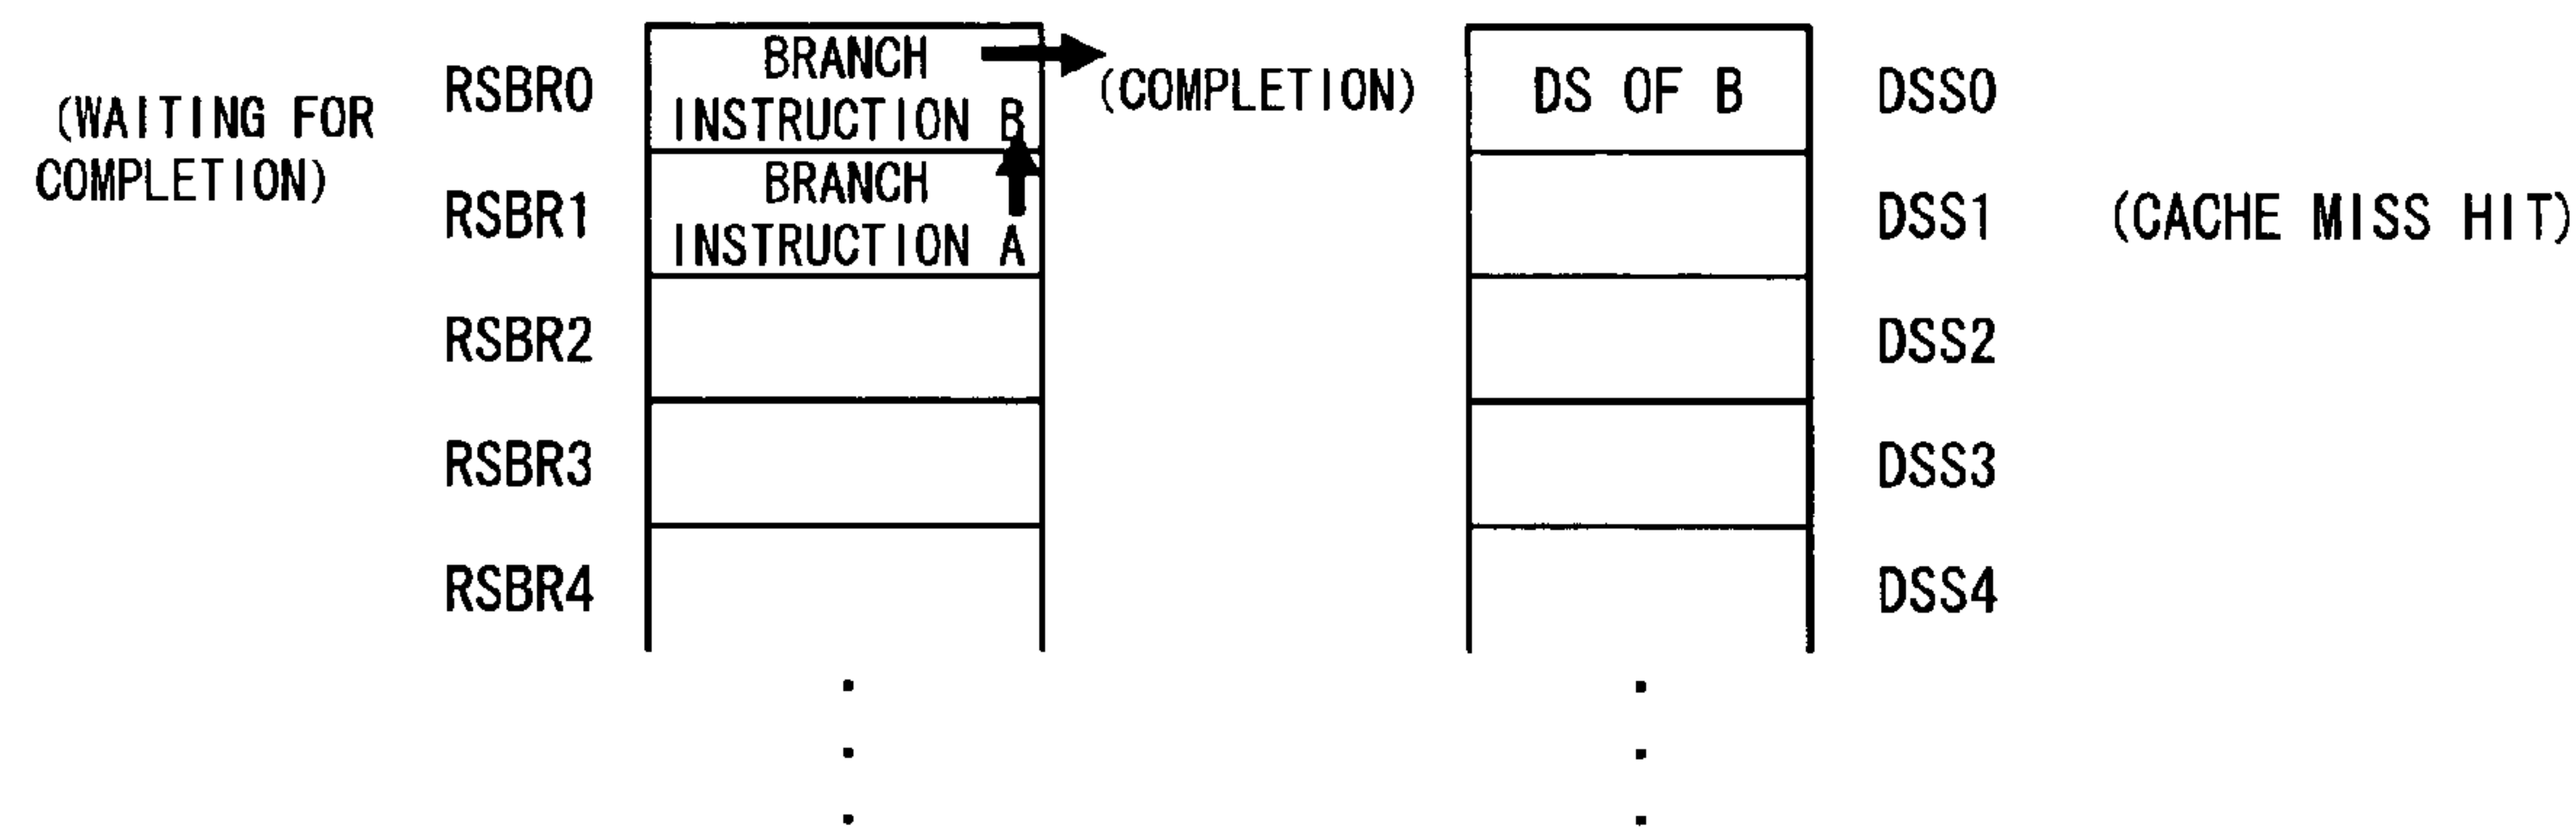 (WAITING FOR
COMPLETION)
RSBR0
BRANCH
INSTRUCTION B
(COMPLETION)
DS OF B
DSS0
RSBR1
BRANCH
INSTRUCTION A
DSS1
(CACHE MISS HIT)
RSBR2
DSS2
RSBR3
DSS3
RSBR4
DSS4